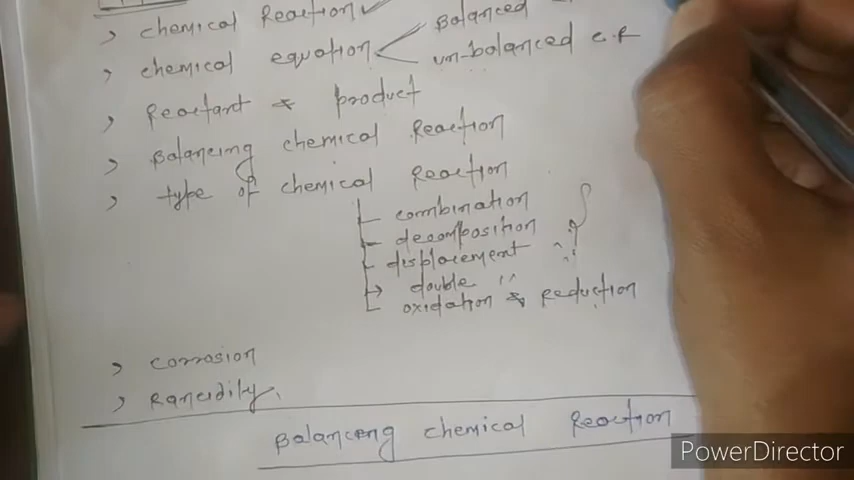 > chemical Reaction ✓
Balanced
> chemical equation
un-balanced c.R
> Reactant & product
> Balancing chemical Reaction
> type of chemical Reaction
combination
decomposition
displacement "
double "
oxidation & Reduction
> corrosion
> Rancidity
Balanceng chemical Reaction
PowerDirector